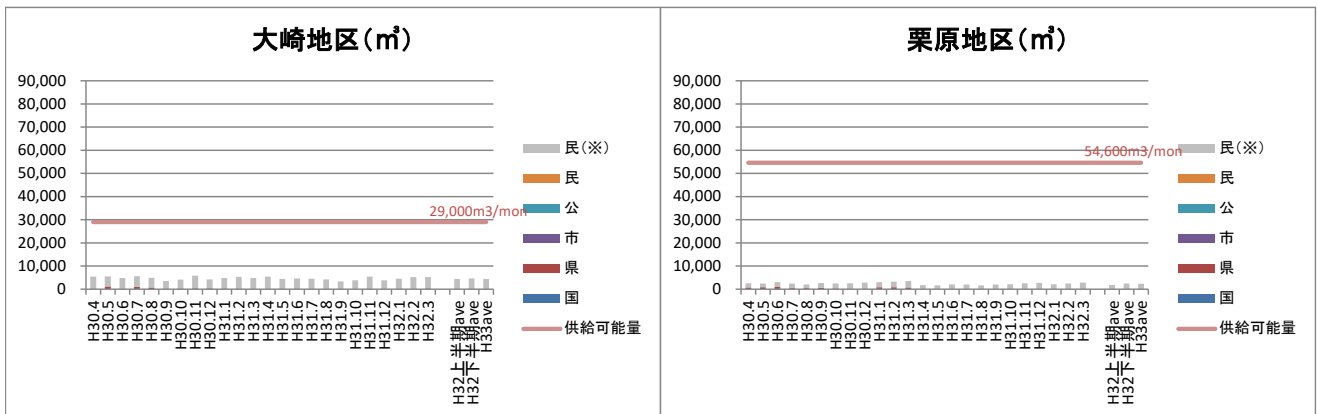 大崎地区(㎥)
90,000
80,000
70,000
60,000
50,000
40,000
30,000
20,000
10,000
0
29,000m3/mon
H30.4
H30.5
H30.6
H30.7
H30.8
H30.9
H30.10
H30.11
H30.12
H31.1
H31.2
H31.3
H31.4
H31.5
H31.6
H31.7
H31.8
H31.9
H31.10
H31.11
H31.12
H32.1
H32.2
H32.3
H32上半期ave
H32下半期ave
H33ave
民(※)
民
公
市
県
国
供給可能量
栗原地区(㎥)
90,000
80,000
70,000
60,000
50,000
40,000
30,000
20,000
10,000
0
54,600m3/mon
H30.4
H30.5
H30.6
H30.7
H30.8
H30.9
H30.10
H30.11
H30.12
H31.1
H31.2
H31.3
H31.4
H31.5
H31.6
H31.7
H31.8
H31.9
H31.10
H31.11
H31.12
H32.1
H32.2
H32.3
H32上半期ave
H32下半期ave
H33ave
民(※)
民
公
市
県
国
供給可能量